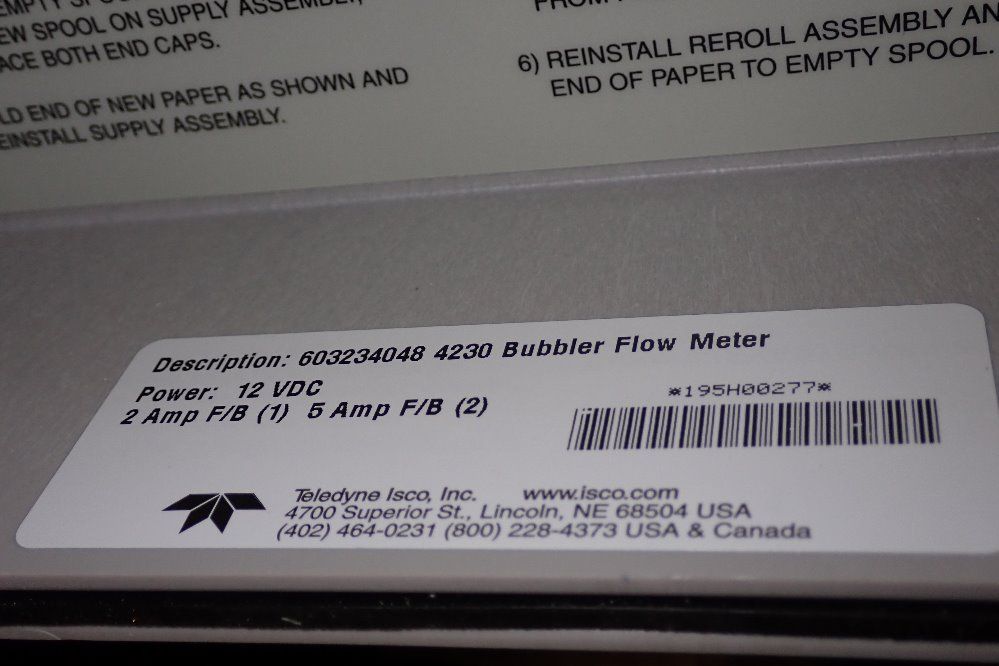 EW SPOOL ON SUPPLY ASSEMBLY,
ACE BOTH END CAPS.
LD END OF NEW PAPER AS SHOWN AND
EINSTALL SUPPLY ASSEMBLY.
6) REINSTALL REROLL ASSEMBLY AN
END OF PAPER TO EMPTY SPOOL.
Description: 603234048 4230 Bubbler Flow Meter
Power: 12 VDC
2 Amp F/B (1) 5 Amp F/B (2)
*195H00277*
Teledyne Isco, Inc. www.isco.com
4700 Superior St., Lincoln, NE 68504 USA
(402) 464-0231 (800) 228-4373 USA & Canada